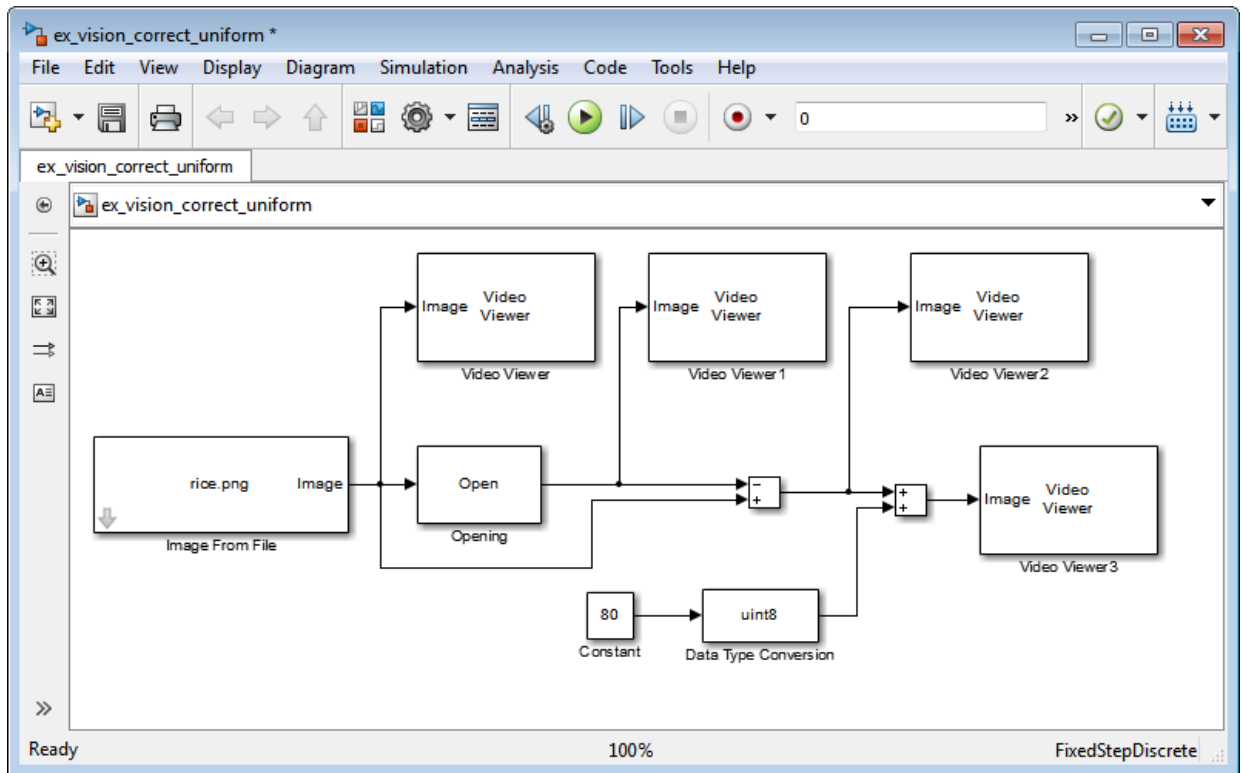 ex_vision_correct_uniform *
File Edit View Display Diagram Simulation Analysis Code Tools Help
0
»
ex_vision_correct_uniform
ex_vision_correct_uniform
Video
Viewer
Image
Video Viewer
Video
Viewer
Image
Video Viewer1
Video
Viewer
Image
Video Viewer2
rice.png Image
Image From File
Open
Opening
−
+
+
+
Video
Viewer
Image
Video Viewer3
80
Constant
uint8
Data Type Conversion
A≡
»
Ready 100% FixedStepDiscrete